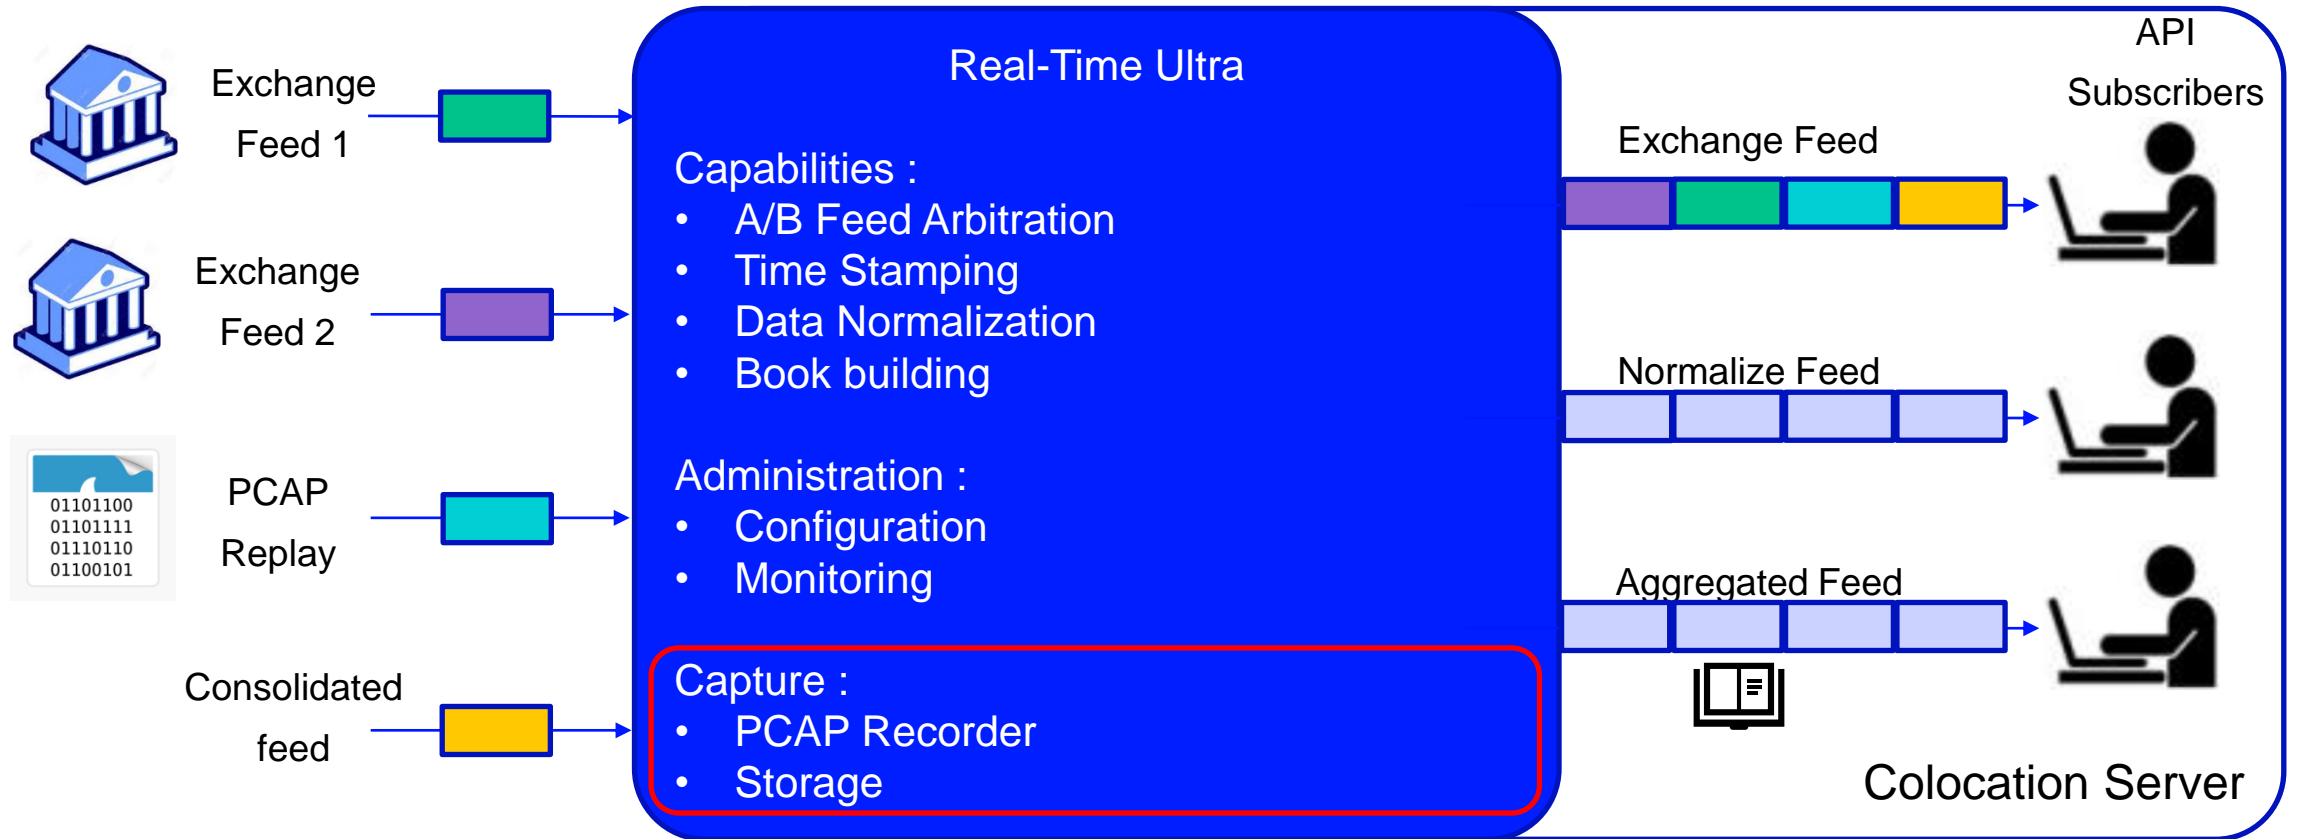 Exchange
Feed 1
Exchange
Feed 2
01101100
01101111
01110110
01100101
PCAP
Replay
Consolidated
feed
Real-Time Ultra
Capabilities :
• A/B Feed Arbitration
• Time Stamping
• Data Normalization
• Book building
Administration :
• Configuration
• Monitoring
Capture :
• PCAP Recorder
• Storage
API
Subscribers
Exchange Feed
Normalize Feed
Aggregated Feed
Colocation Server